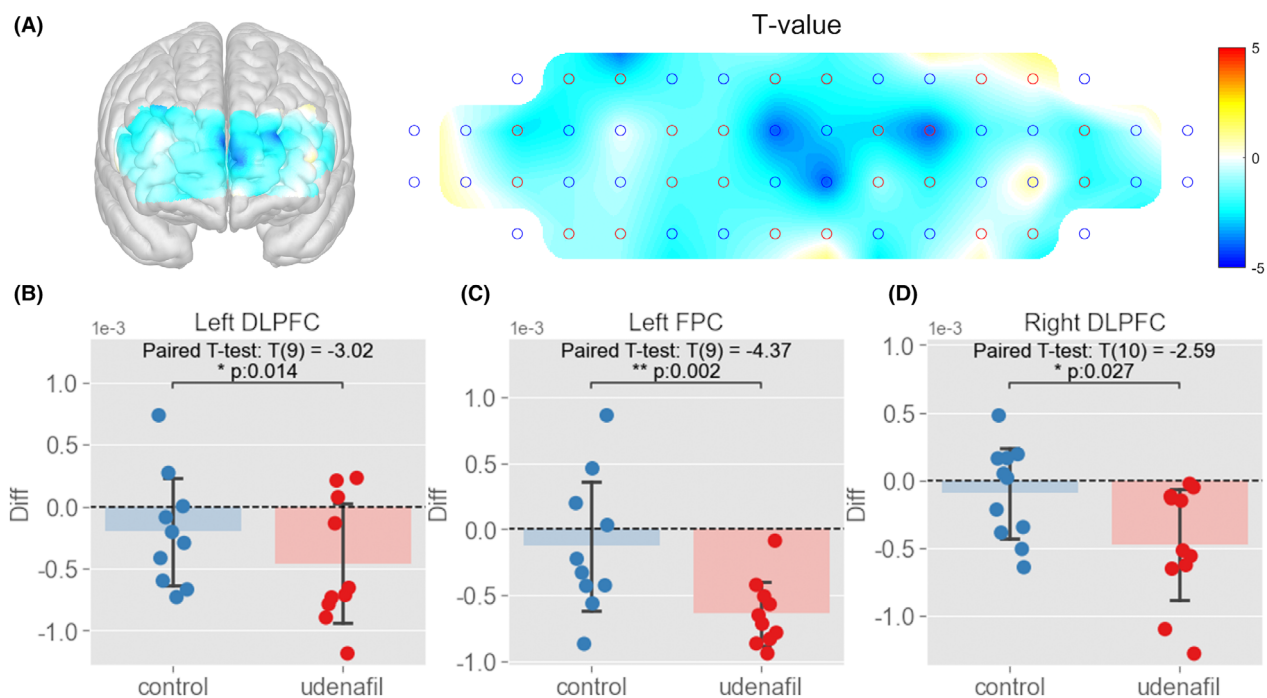 (A)
T-value
5
0
-5
(B)
1e-3
Left DLPFC
Paired T-test: T(9) = -3.02
* p:0.014
1.0
0.5
0.0
-0.5
-1.0
Diff
control
udenafil
(C)
1e-3
Left FPC
Paired T-test: T(9) = -4.37
** p:0.002
1.0
0.5
0.0
-0.5
-1.0
Diff
control
udenafil
(D)
1e-3
Right DLPFC
Paired T-test: T(10) = -2.59
* p:0.027
1.0
0.5
0.0
-0.5
-1.0
Diff
control
udenafil